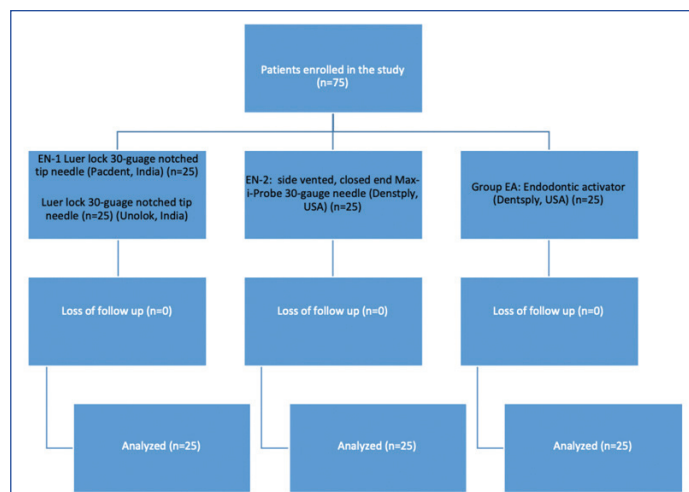 Patients enrolled in the study
(n=75)
EN-1 Luer lock 30-guage notched
tip needle (Pacdent, India) (n=25)
Luer lock 30-guage notched tip
needle (n=25) (Unolok, India)
EN-2:  side vented, closed end Max-
i-Probe 30-gauge needle (Denstply,
USA) (n=25)
Group EA: Endodontic activator
(Dentsply, USA) (n=25)
Loss of follow up (n=0)
Loss of follow up (n=0)
Loss of follow up (n=0)
Analyzed (n=25)
Analyzed (n=25)
Analyzed (n=25)